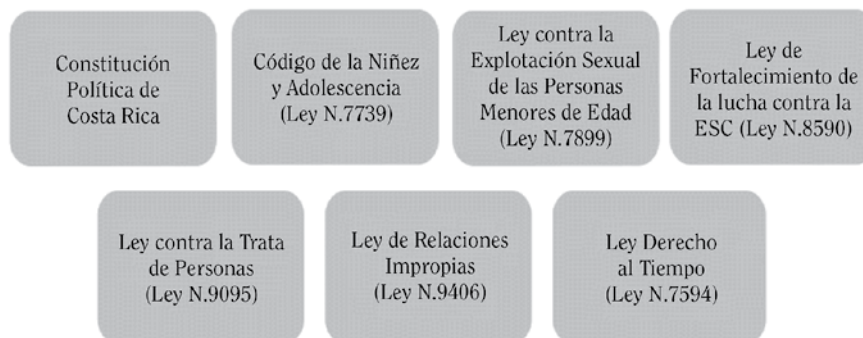 Constitución
Política de
Costa Rica
Código de la Niñez
y Adolescencia
(Ley N.7739)
Ley contra la
Explotación Sexual
de las Personas
Menores de Edad
(Ley N.7899)
Ley de
Fortalecimiento de
la lucha contra la
ESC (Ley N.8590)
Ley contra la Trata
de Personas
(Ley N.9095)
Ley de Relaciones
Impropias
(Ley N.9406)
Ley Derecho
al Tiempo
(Ley N.7594)